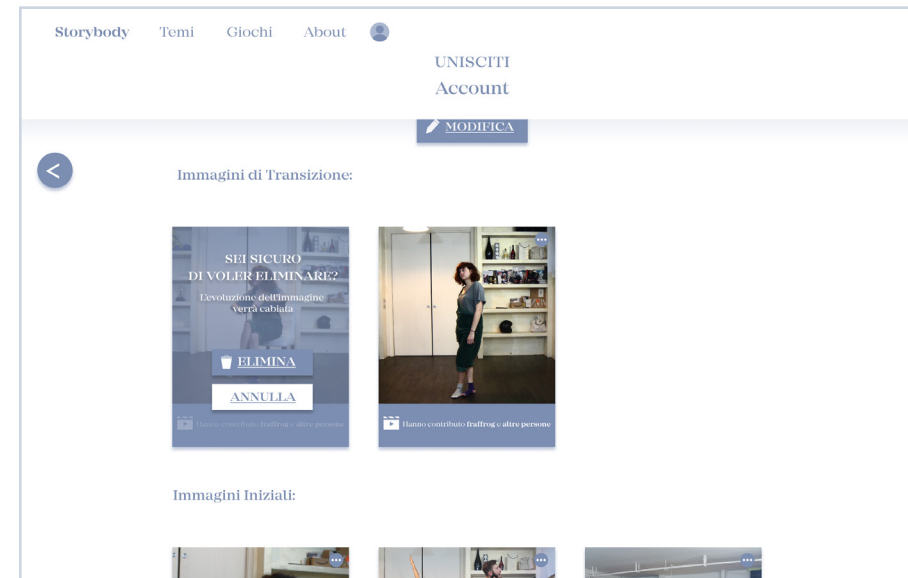 Storybody Temi Giochi About
UNISCITI
Account
MODIFICA
<
Immagini di Transizione:
SEI SICURO
DI VOLER ELIMINARE?
L'evoluzione dell'immagine
verrà cabiata
ELIMINA
ANNULLA
Hanno contribuito fraffrog e altre persone
Hanno contribuito fraffrog e altre persone
Immagini Iniziali: